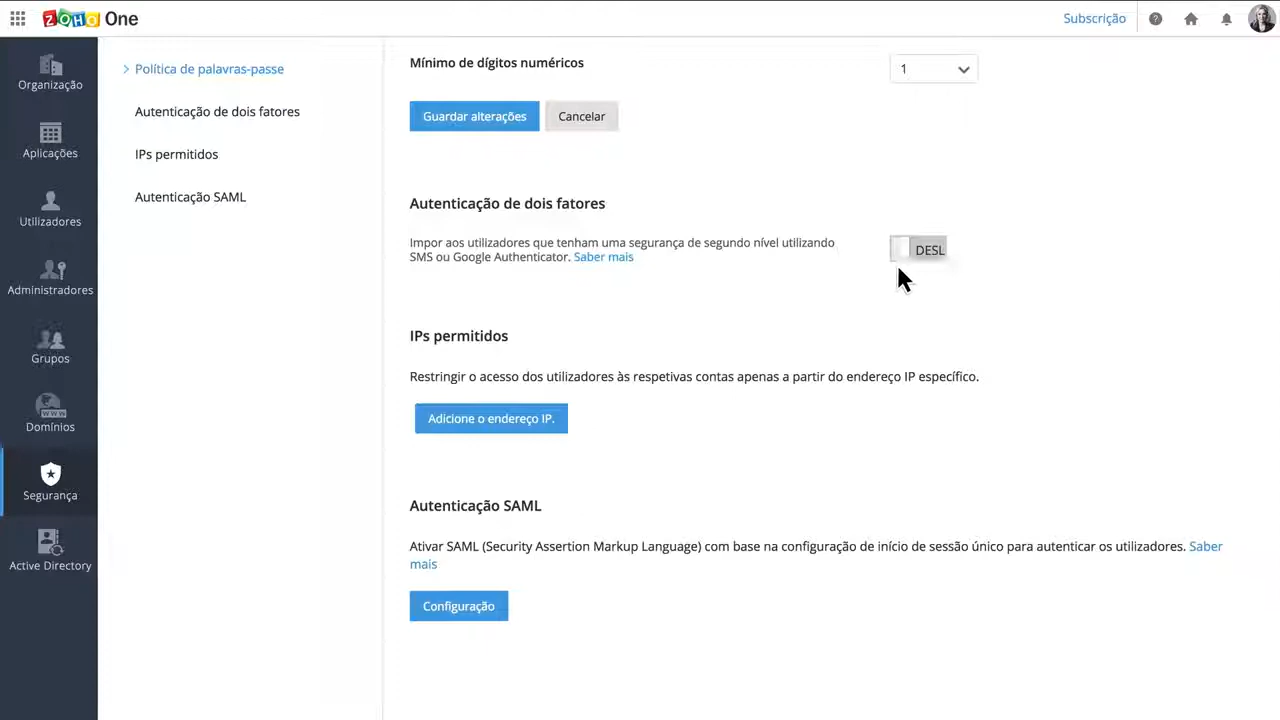 ZOHO One
Subscrição
Organização
Aplicações
Utilizadores
Administradores
Grupos
Domínios
Segurança
Active Directory
Política de palavras-passe
Autenticação de dois fatores
IPs permitidos
Autenticação SAML
Mínimo de dígitos numéricos
1
Guardar alterações
Cancelar
Autenticação de dois fatores
Impor aos utilizadores que tenham uma segurança de segundo nível utilizando
SMS ou Google Authenticator. Saber mais
DESL
IPs permitidos
Restringir o acesso dos utilizadores às respetivas contas apenas a partir do endereço IP específico.
Adicione o endereço IP.
Autenticação SAML
Ativar SAML (Security Assertion Markup Language) com base na configuração de início de sessão único para autenticar os utilizadores. Saber
mais
Configuração